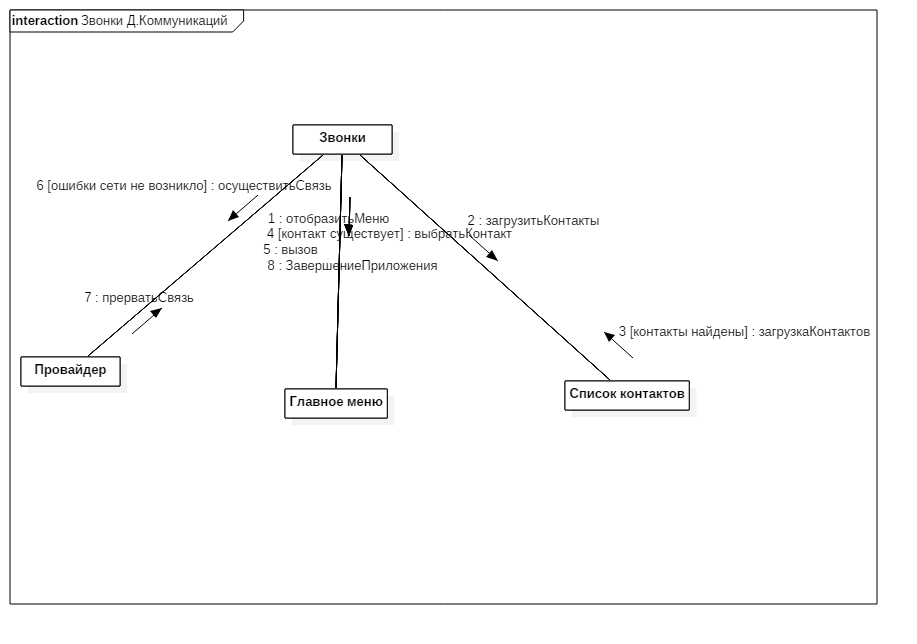 interaction Звонки Д.Коммуникаций
Звонки
6 [ошибки сети не возникло] : осуществитьСвязь
1 : отобразитьМеню
2 : загрузитьКонтакты
4 [контакт существует] : выбратьКонтакт
5 : вызов
8 : ЗавершениеПриложения
7 : прерватьСвязь
3 [контакты найдены] : загрузкаКонтактов
Провайдер
Главное меню
Список контактов